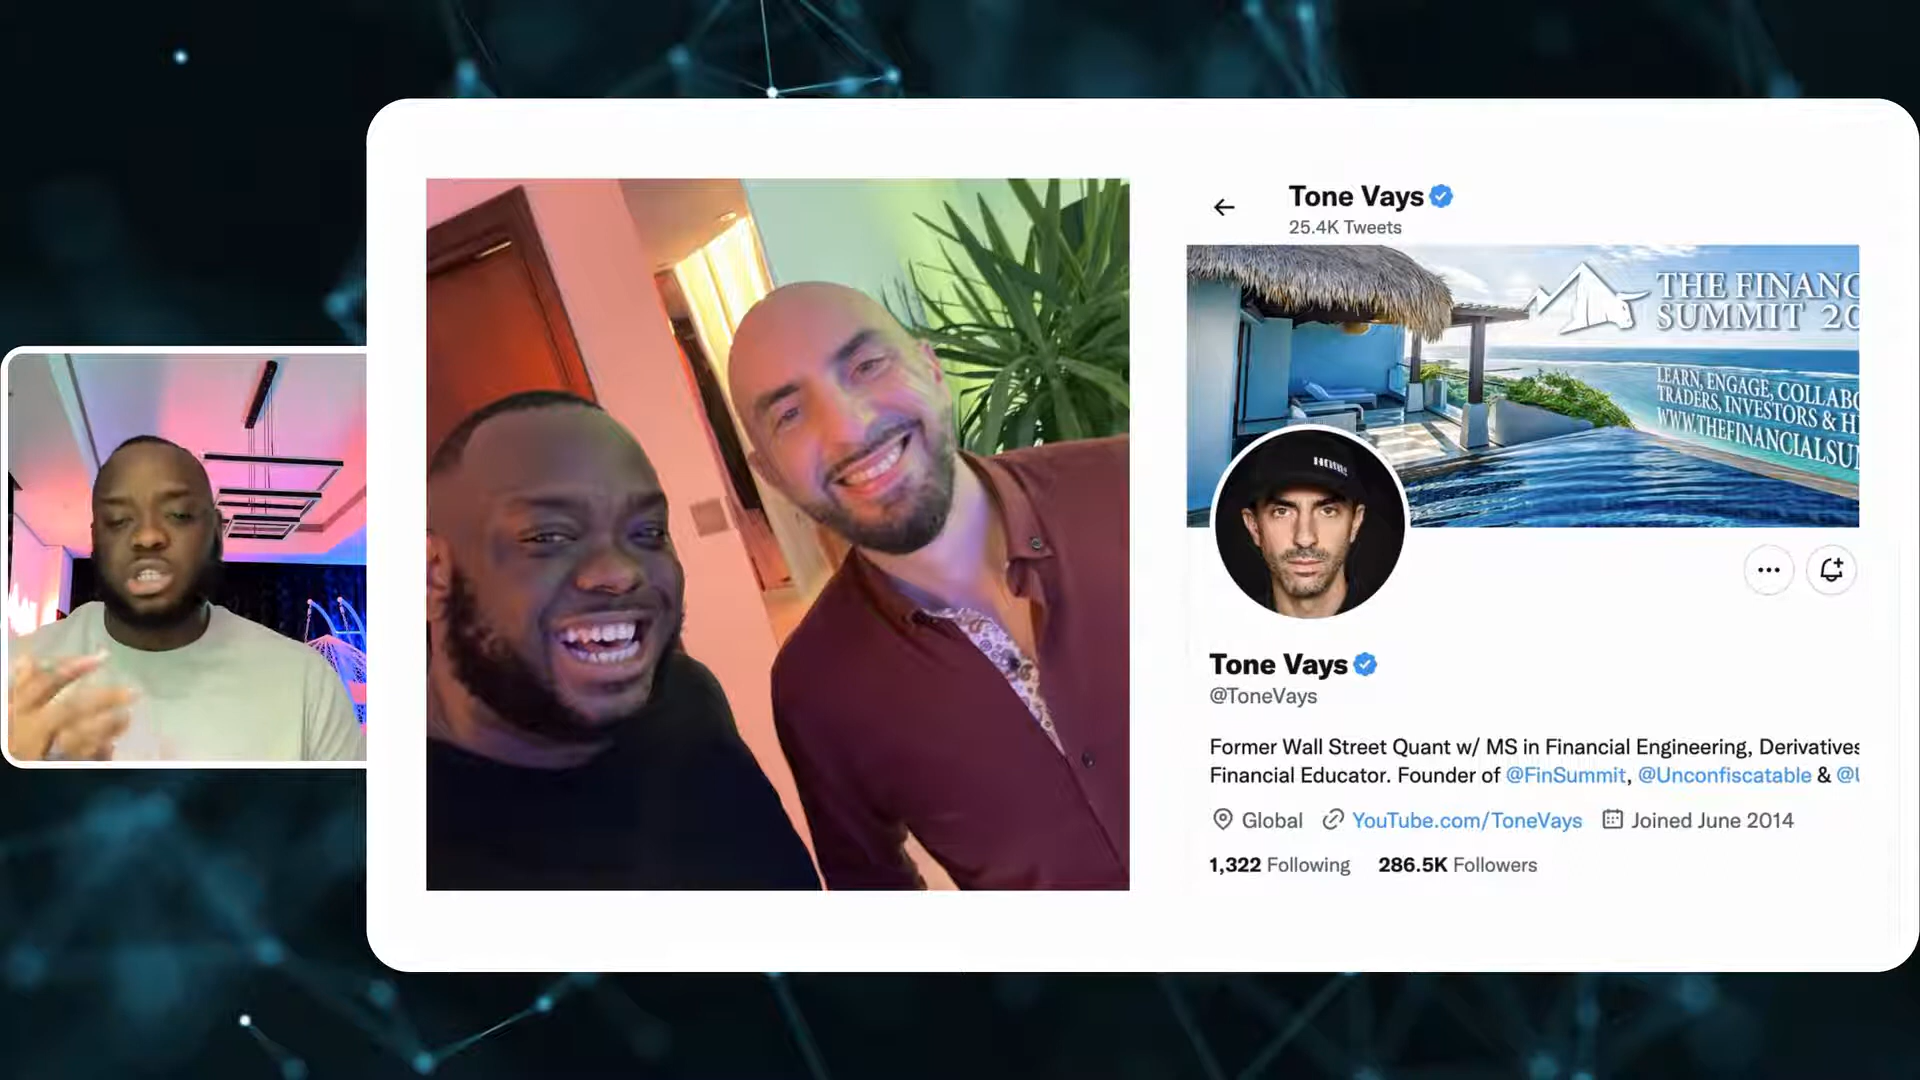 Tone Vays
25.4K Tweets
THE FINANC
SUMMIT 20
LEARN, ENGAGE, COLLABO
TRADERS, INVESTORS & H
WWW.THEFINANCIALSU
Tone Vays
@ToneVays
Former Wall Street Quant w/ MS in Financial Engineering, Derivatives
Financial Educator. Founder of @FinSummit, @Unconfiscatable & @U
Global YouTube.com/ToneVays Joined June 2014
1,322 Following 286.5K Followers